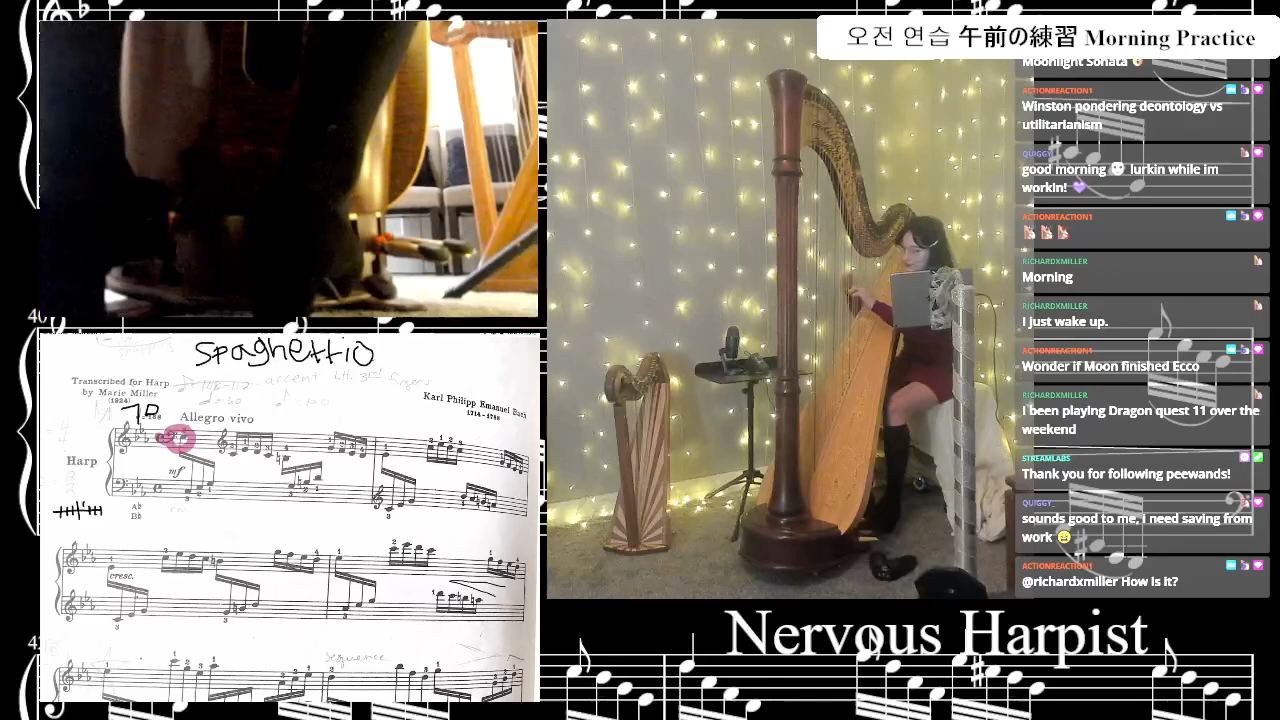 오전 연습 午前の練習 Morning Practice
Moonlight Sonata
ACTIONREACTION1
Winston pondering deontology vs
utilitarianism
QUIGGY_
good morning lurkin while im
workin!
ACTIONREACTION1
RICHARDXMILLER
Morning
RICHARDXMILLER
I just wake up.
ACTIONREACTION1
Wonder if Moon finished Ecco
RICHARDXMILLER
I been playing Dragon quest 11 over the
weekend
STREAMLABS
Thank you for following peewands!
QUIGGY_
sounds good to me, i need saving from
work
ACTIONREACTION1
@richardxmiller How is it?
Spaghettio
Transcribed for Harp
by Marie Miller
(1924)
accent L.H. 3rd fingers
Karl Philipp Emanuel Bach
1714-1788
70
Allegro vivo
Harp
mf
A♮
B♮
cresc.
sequence
Nervous Harpist